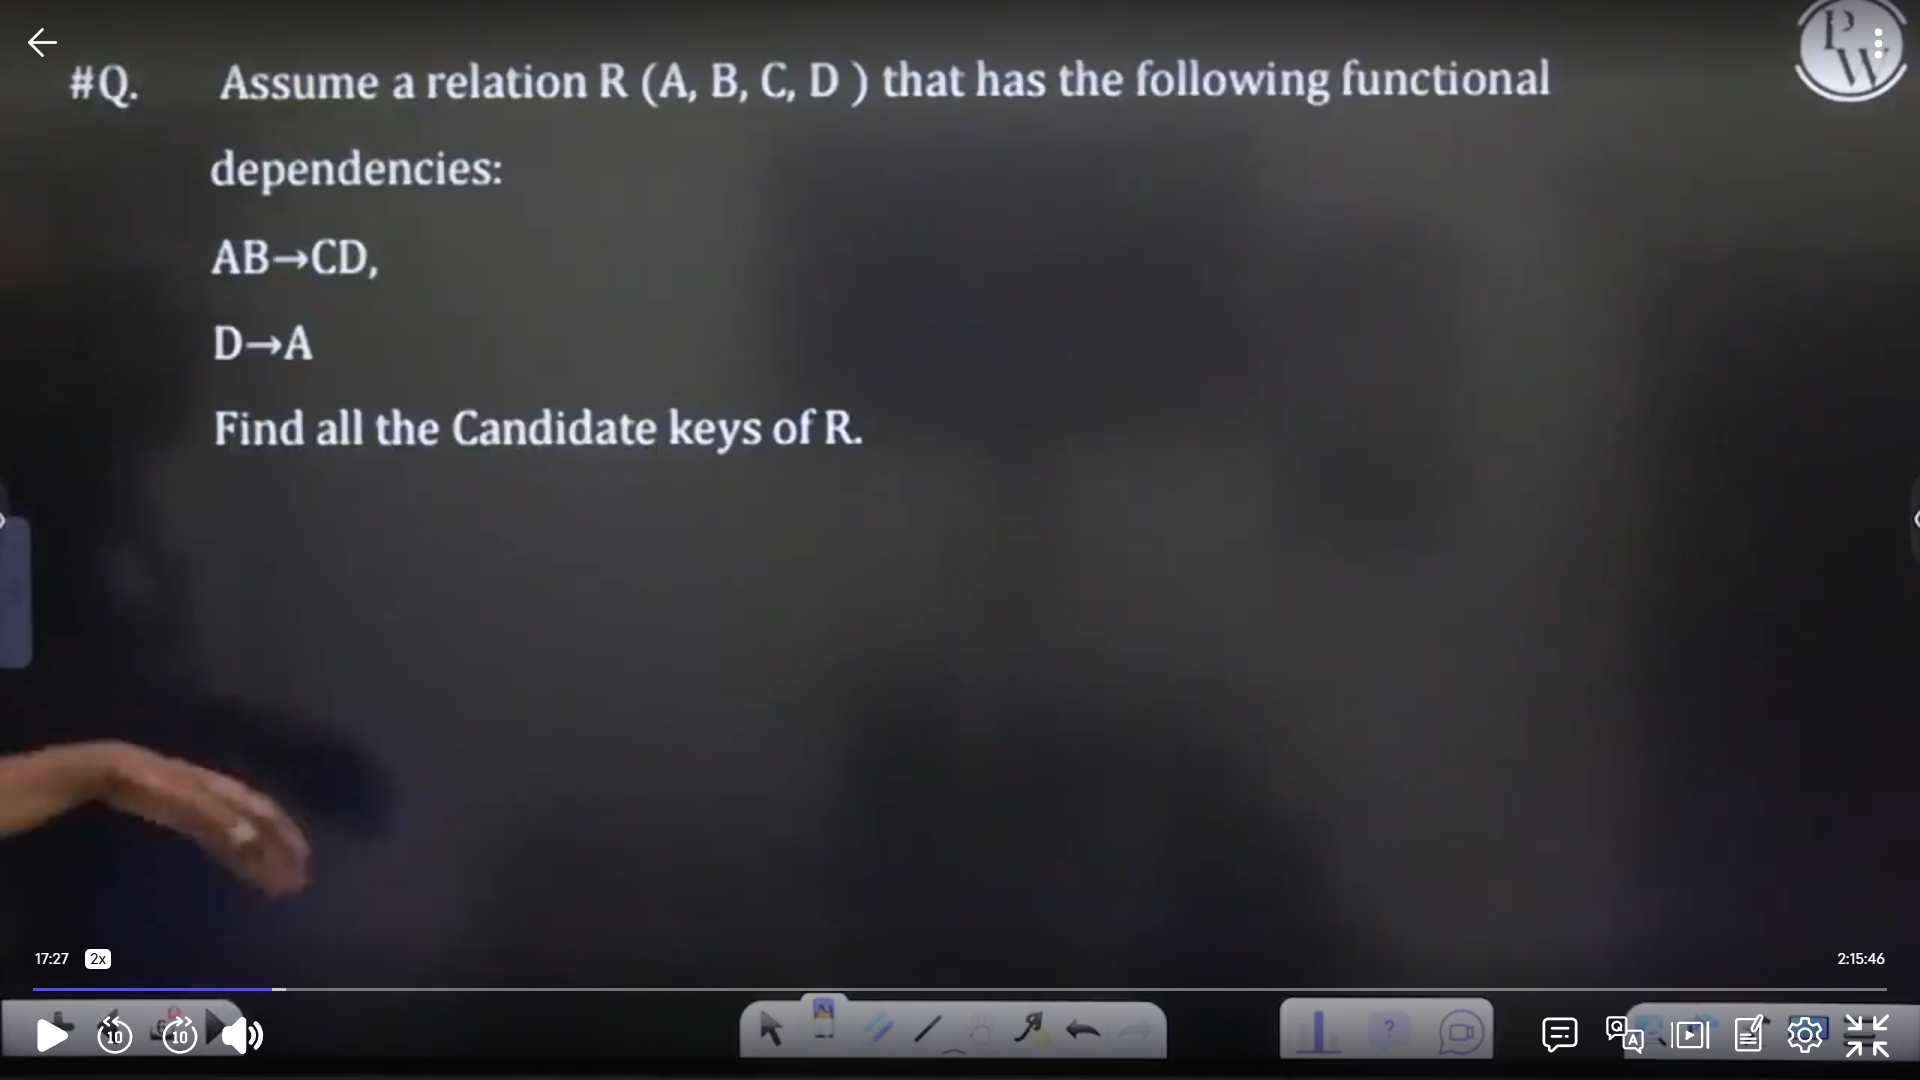 #Q. Assume a relation R (A, B, C, D ) that has the following functional
dependencies:
AB→CD,
D→A
Find all the Candidate keys of R.
PW
17:27 2x 2:15:46
10 10 ? Q A